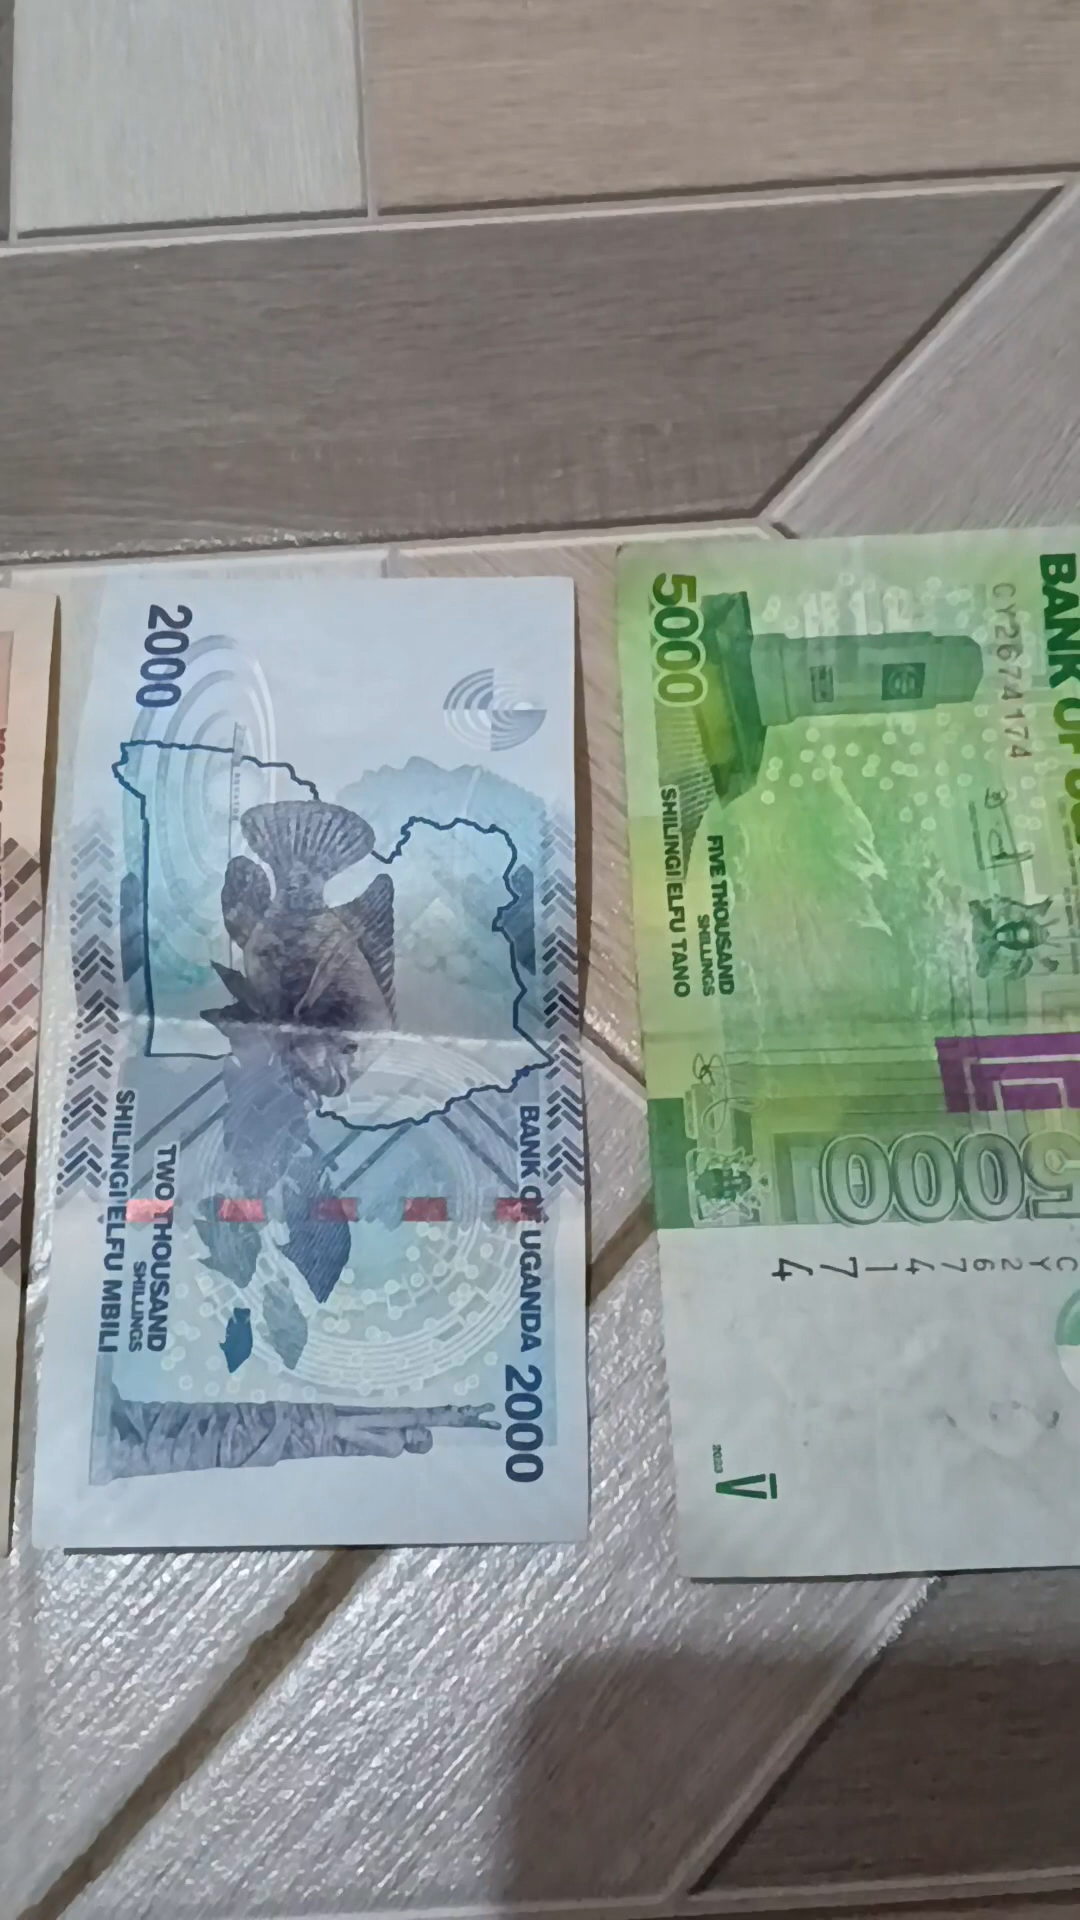 2000
BANK OF UGANDA 2000
TWO THOUSAND
SHILLINGS
SHILINGI ELFU MBILI
BANK OF
CY2674174
5000
FIVE THOUSAND
SHILLINGS
SHILINGI ELFU TANO
5000
CY2674174
2023